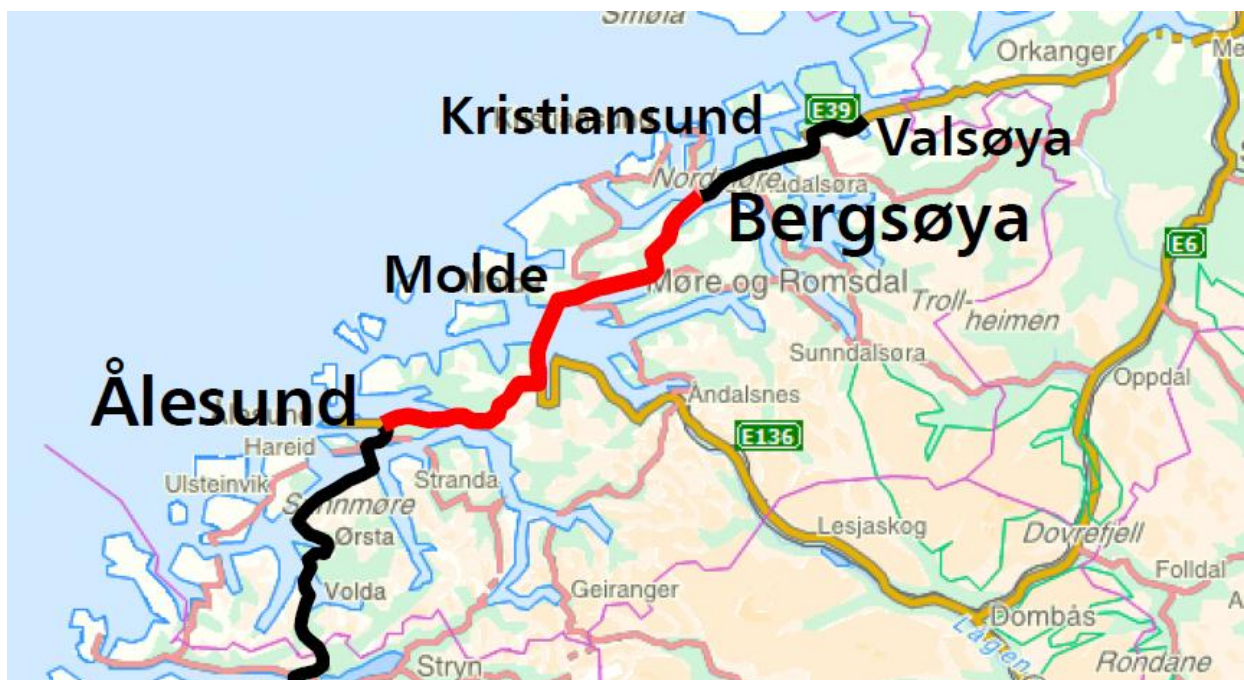 Smøla
Orkanger
Kristiansund
E39
Valsøya
Nordmøre
Bergsøya
E6
Molde
Møre og Romsdal
Troll-
heimen
Sunndalsøra
Oppdal
Ålesund
Åndalsnes
E136
Hareid
Ulsteinvik
Stranda
Sunnmøre
Ørsta
Lesjaskog
Dovrefjell
Volda
Geiranger
Folldal
Dombås
Lågen
Stryn
Rondane